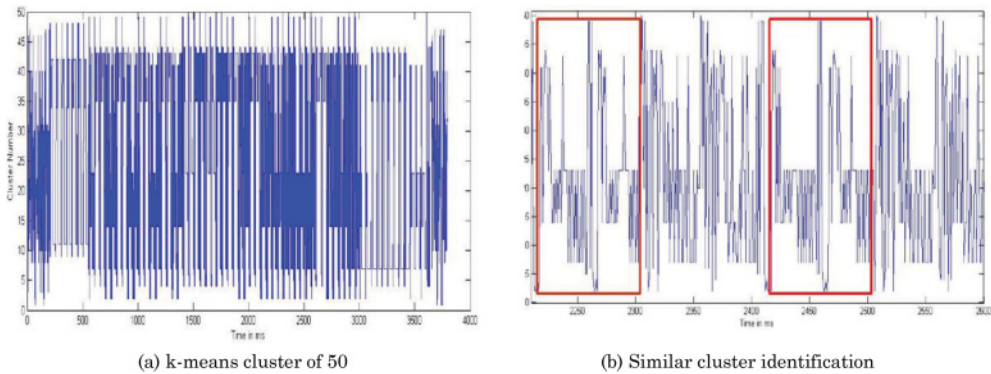 50
45
40
35
30
25
20
15
10
5
0
Cluster Number
0 500 1000 1500 2000 2500 3000 3500 4000
Time in ms
(a) k-means cluster of 50
2250 2300 2350 2400 2450 2500 2550 2600
Time in ms
(b) Similar cluster identification